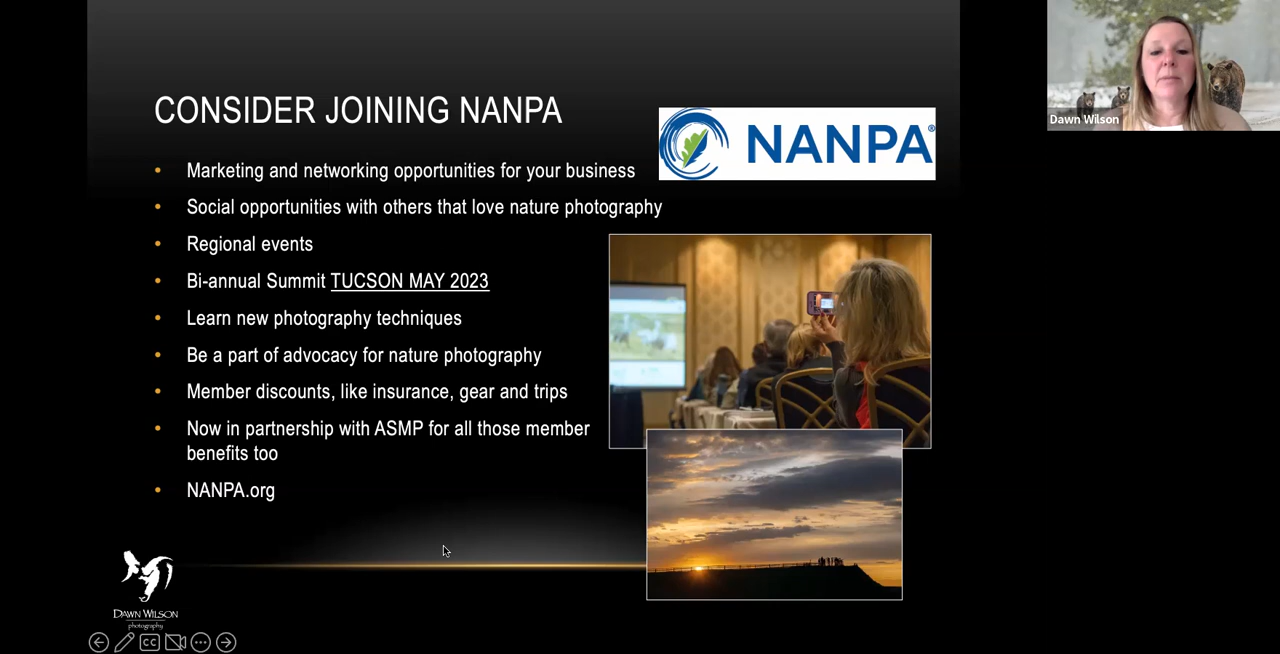 CONSIDER JOINING NANPA
NANPA®
Dawn Wilson
• Marketing and networking opportunities for your business
• Social opportunities with others that love nature photography
• Regional events
• Bi-annual Summit TUCSON MAY 2023
• Learn new photography techniques
• Be a part of advocacy for nature photography
• Member discounts, like insurance, gear and trips
• Now in partnership with ASMP for all those member
benefits too
• NANPA.org
DAWN WILSON
photography
CC